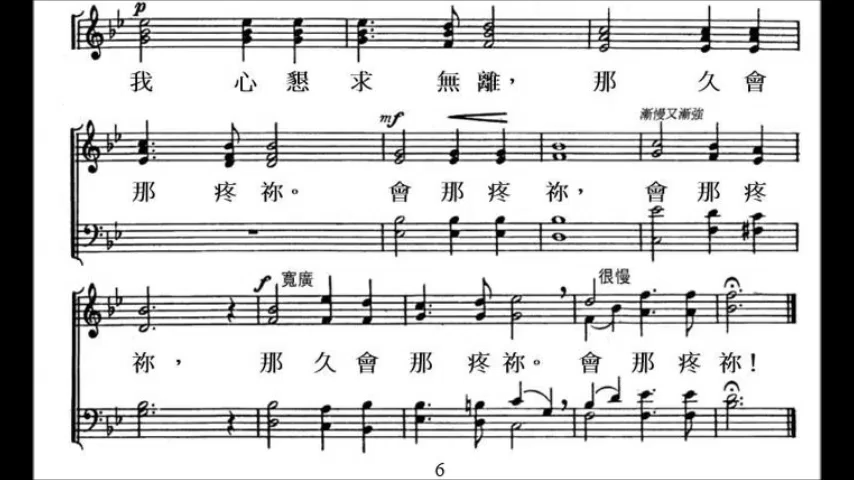 p
我 心 懇 求 無 離， 那 久 會
mf 漸慢又漸強
那 疼 祢。 會 那 疼 祢， 會 那 疼
f 寬廣 很慢
祢， 那 久 會 那 疼 祢。 會 那 疼 祢！
6